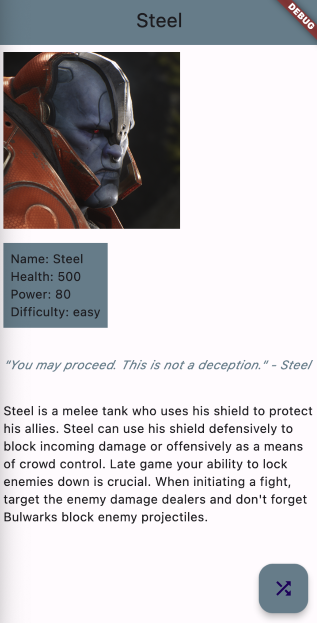 Steel
DEBUG
Name: Steel
Health: 500
Power: 80
Difficulty: easy
"You may proceed. This is not a deception." - Steel
Steel is a melee tank who uses his shield to protect
his allies. Steel can use his shield defensively to
block incoming damage or offensively as a means
of crowd control. Late game your ability to lock
enemies down is crucial. When initiating a fight,
target the enemy damage dealers and don't forget
Bulwarks block enemy projectiles.